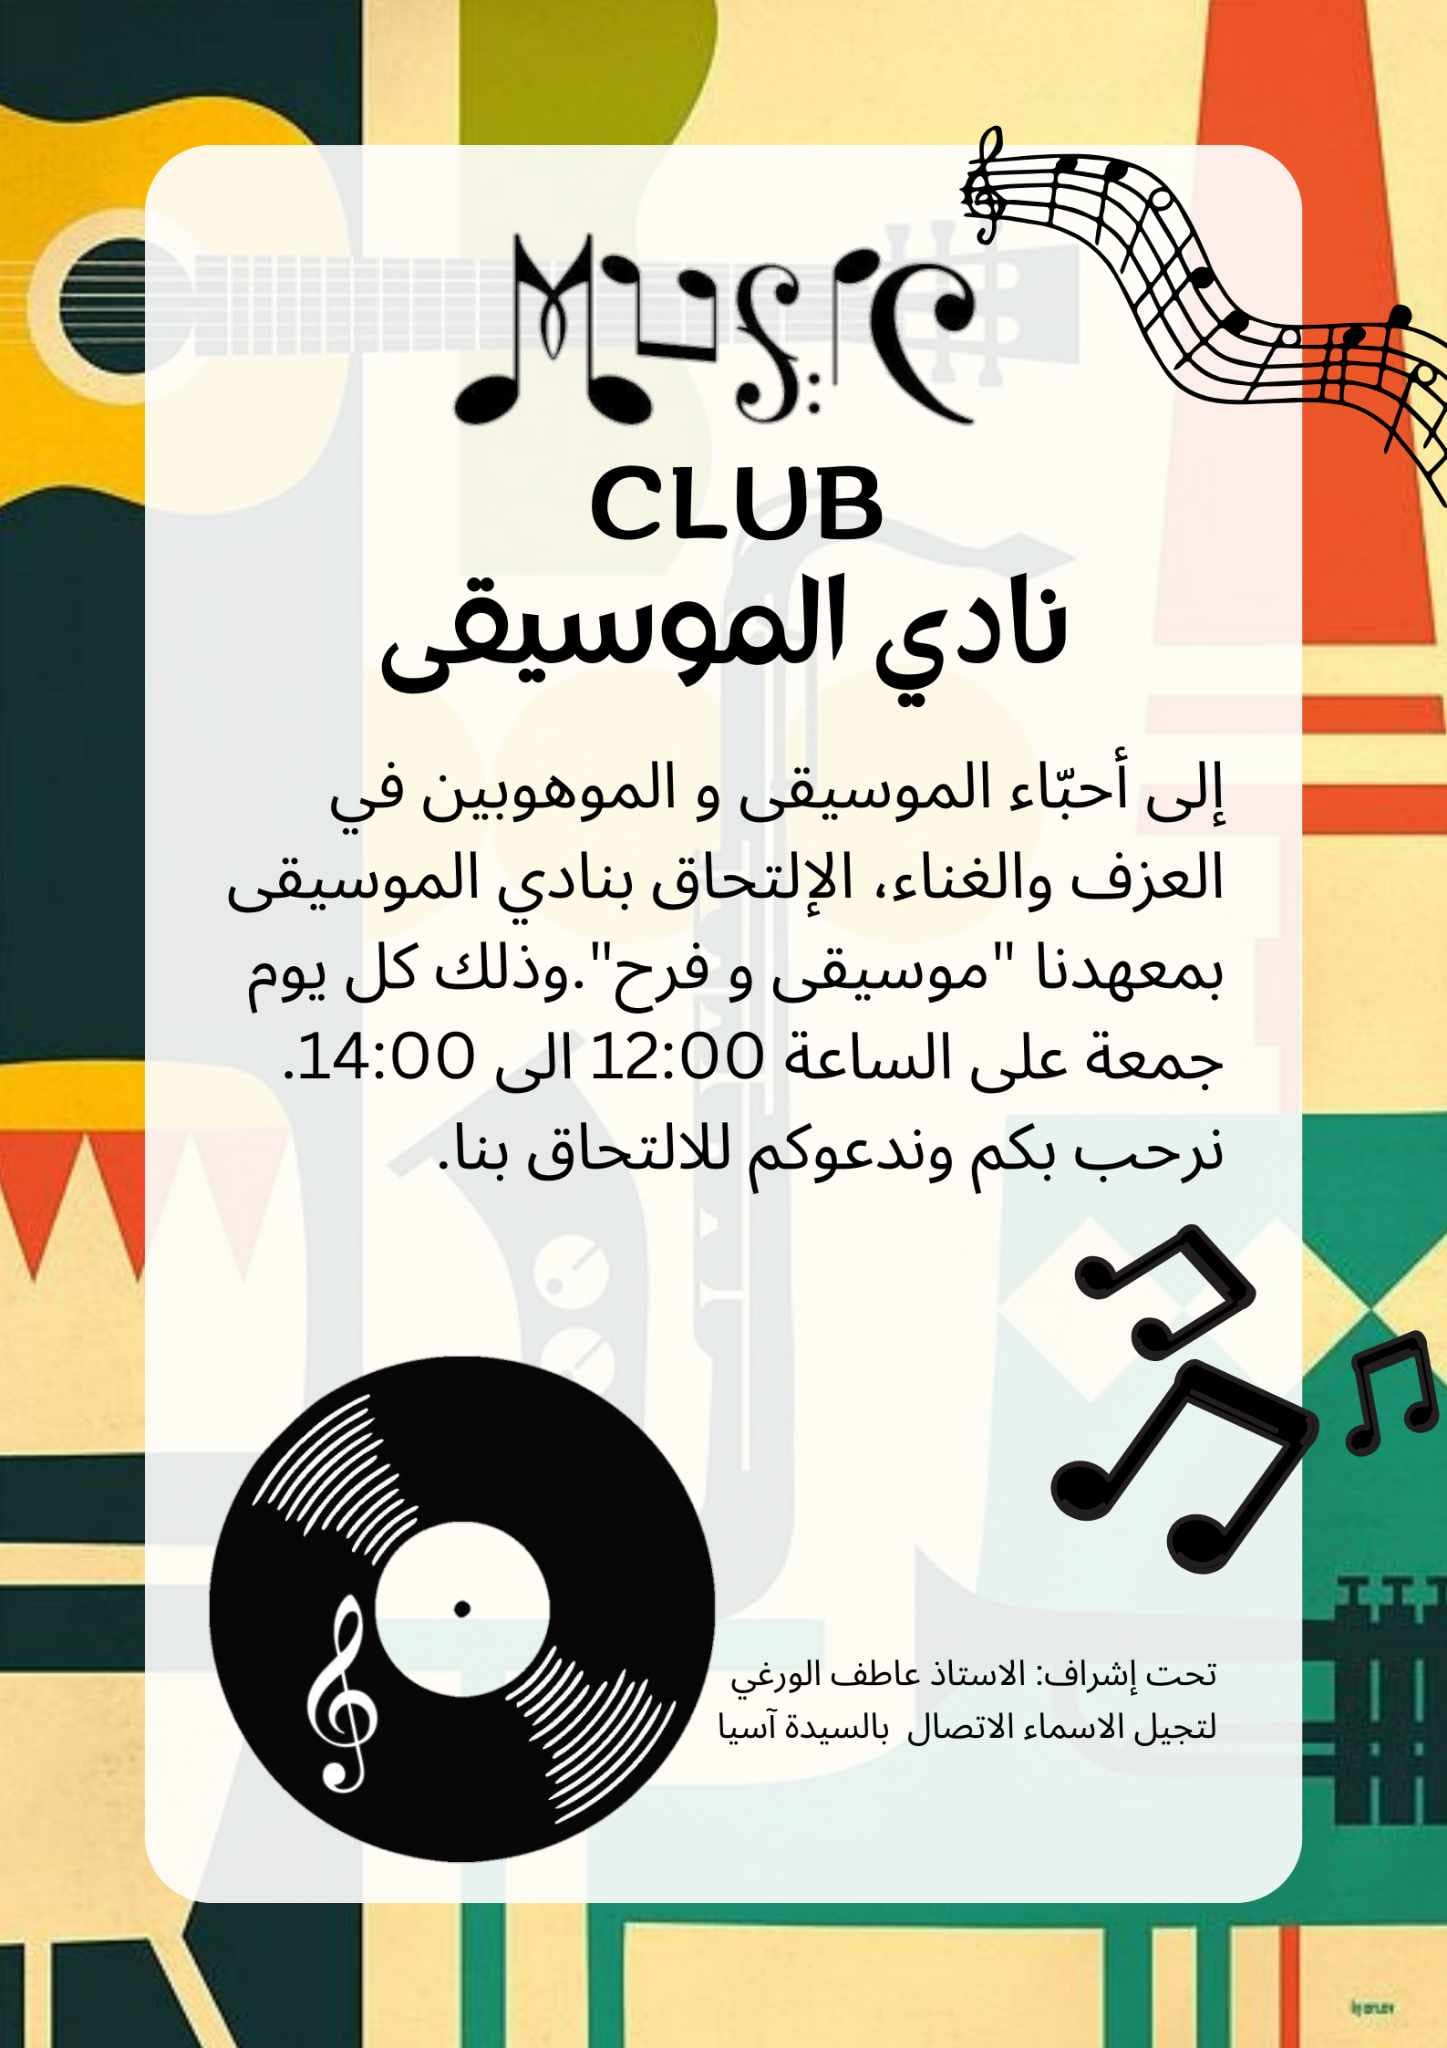 Music
CLUB
نادي الموسيقى
إلى أحبّاء الموسيقى و الموهوبين في
العزف والغناء، الإلتحاق بنادي الموسيقى
بمعهدنا "موسيقى و فرح".وذلك كل يوم
جمعة على الساعة 12:00 الى 14:00.
نرحب بكم وندعوكم للالتحاق بنا.
تحت إشراف: الاستاذ عاطف الورغي
لتجيل الاسماء الاتصال  بالسيدة آسيا